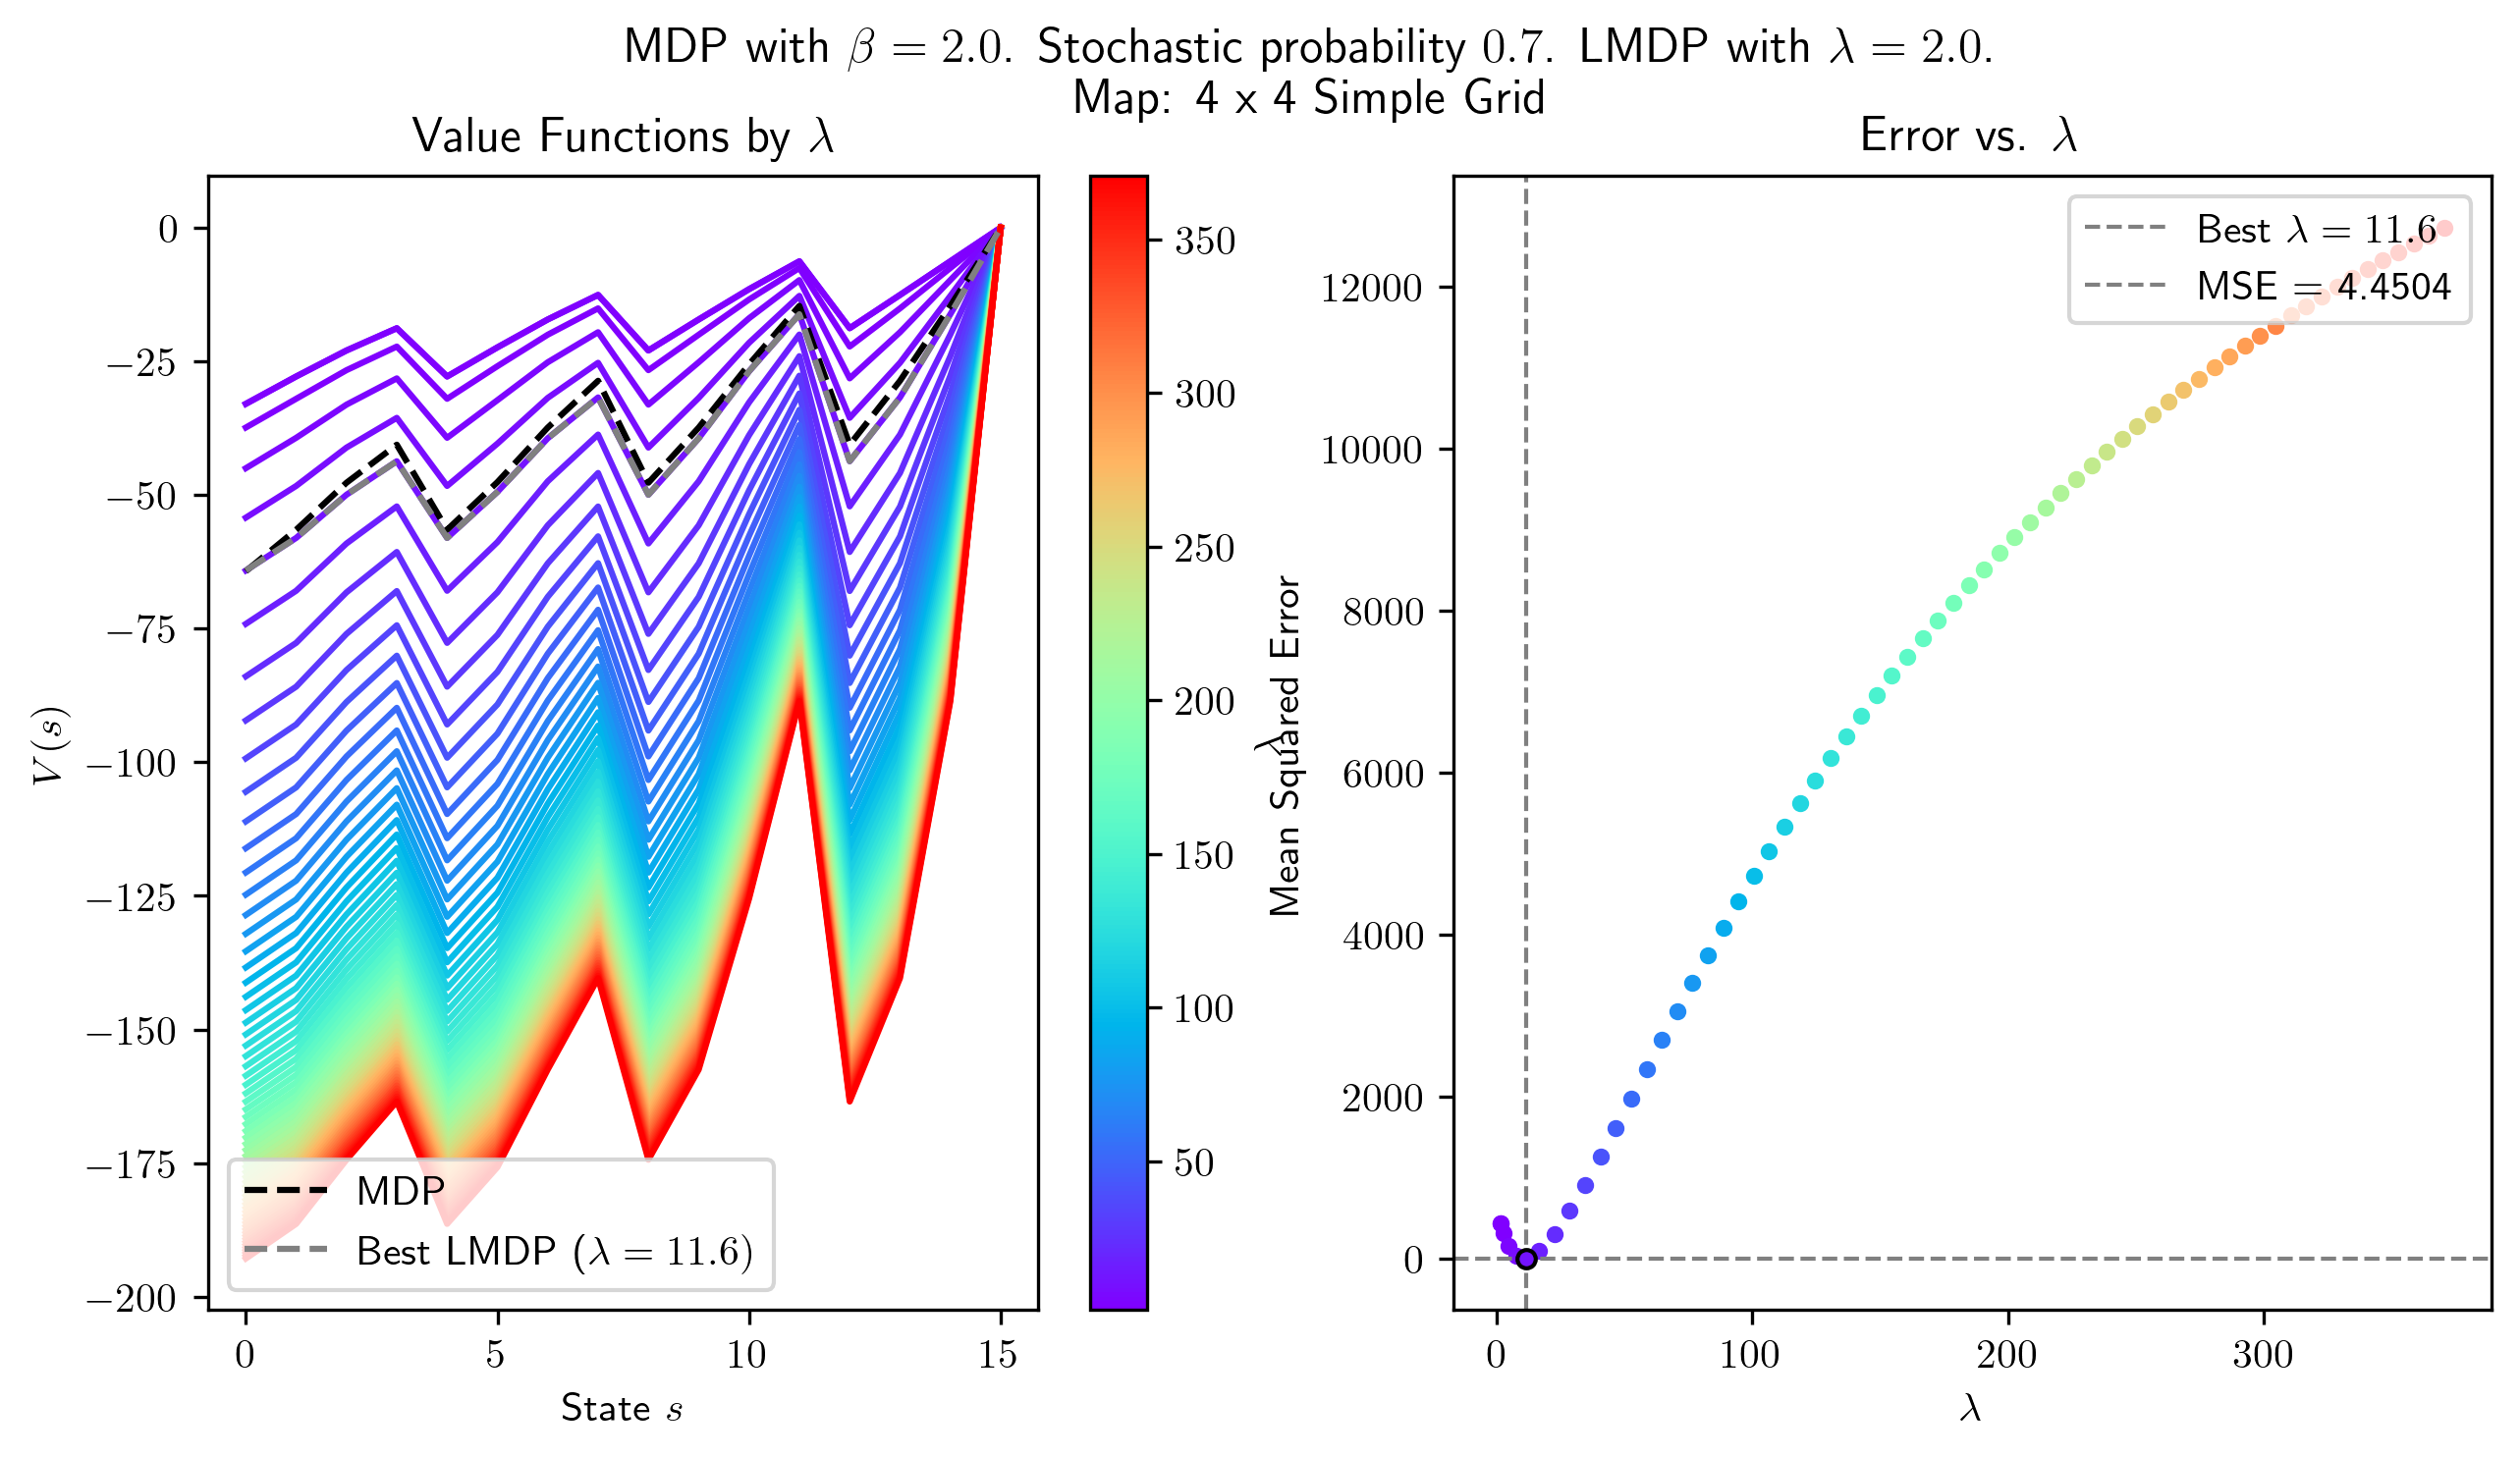 MDP with β = 2.0. Stochastic probability 0.7. LMDP with λ = 2.0.
Map: 4 x 4 Simple Grid
Value Functions by λ
0
−25
−50
−75
−100
−125
−150
−175
−200
V(s)
MDP
Best LMDP (λ = 11.6)
0
5
10
15
State s
350
300
250
200
150
100
50
λ
Error vs. λ
Mean Squared Error
12000
10000
8000
6000
4000
2000
0
Best λ = 11.6
MSE = 4.4504
0
100
200
300
λ